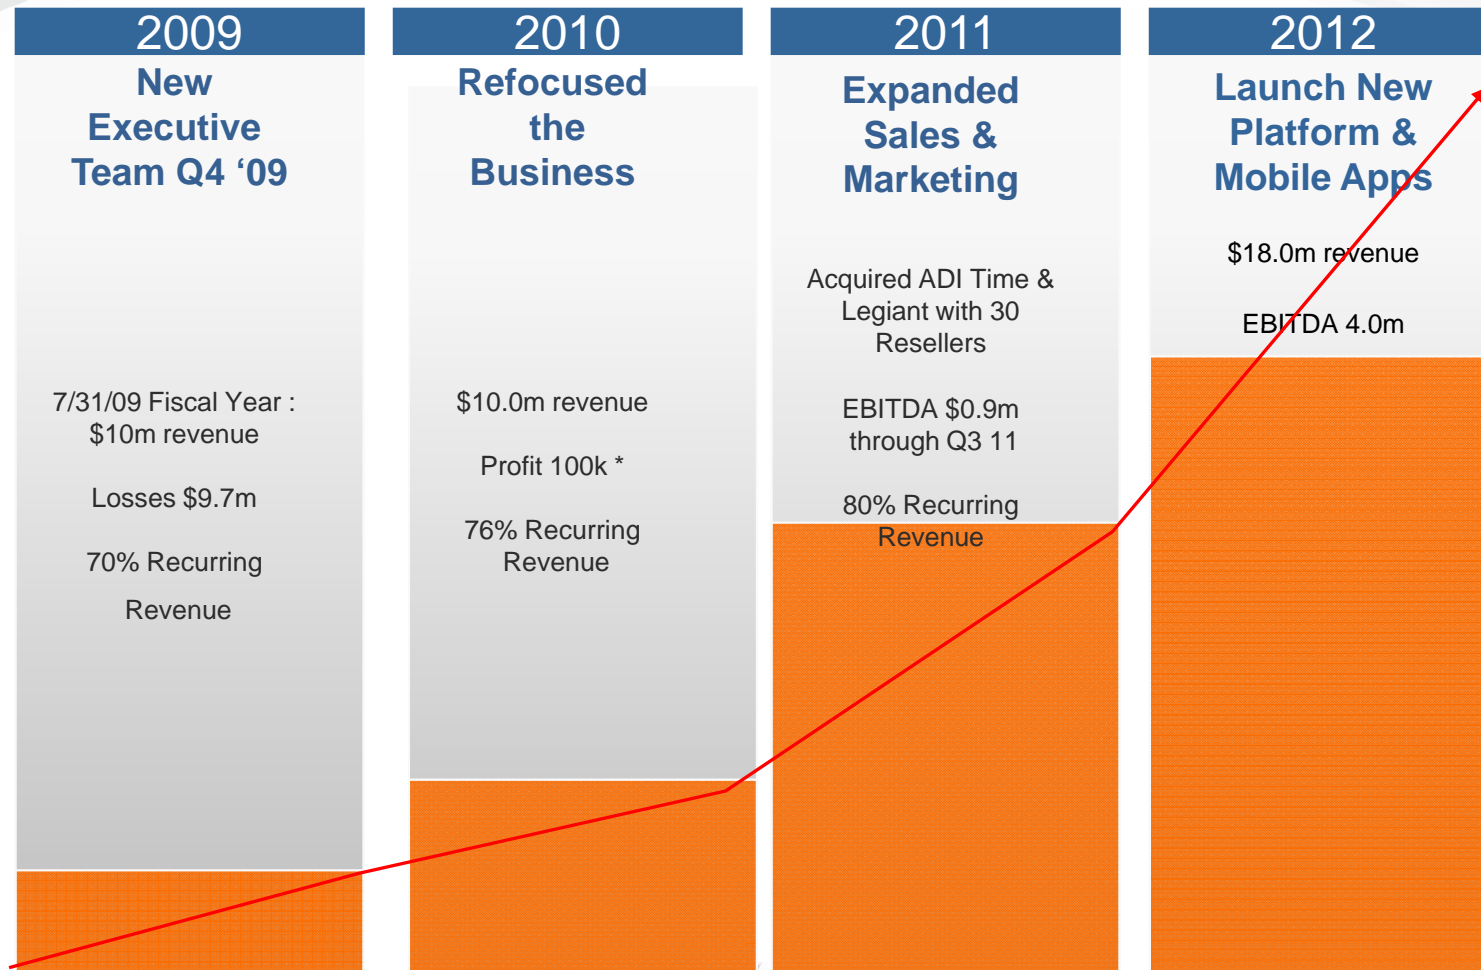 2009
New
Executive
Team Q4 ‘09
7/31/09 Fiscal Year :
$10m revenue
Losses $9.7m
70% Recurring
Revenue
2010
Refocused
the
Business
$10.0m revenue
Profit 100k *
76% Recurring
Revenue
2011
Expanded
Sales &
Marketing
Acquired ADI Time &
Legiant with 30
Resellers
EBITDA $0.9m
through Q3 11
80% Recurring
Revenue
2012
Launch New
Platform &
Mobile Apps
$18.0m revenue
EBITDA 4.0m